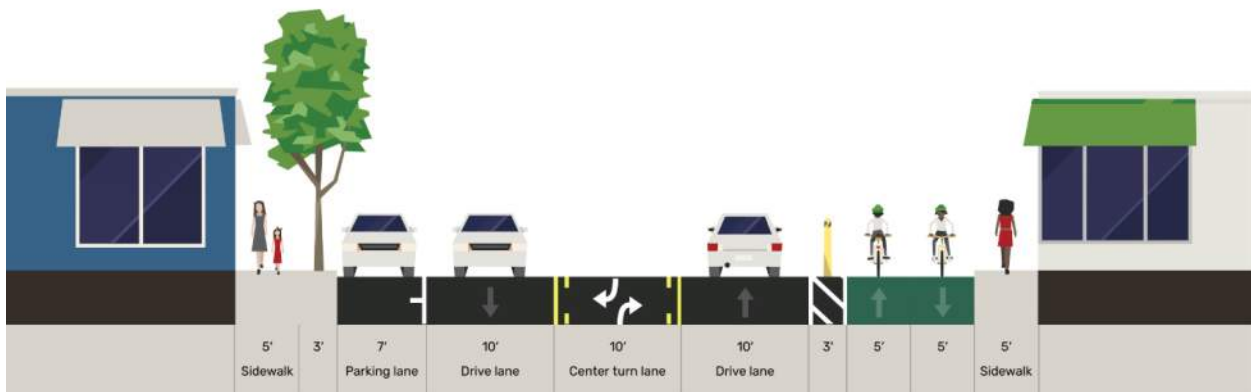 5' 3' 7' 10' 10' 10' 3' 5' 5' 5'
Sidewalk Parking lane Drive lane Center turn lane Drive lane Sidewalk